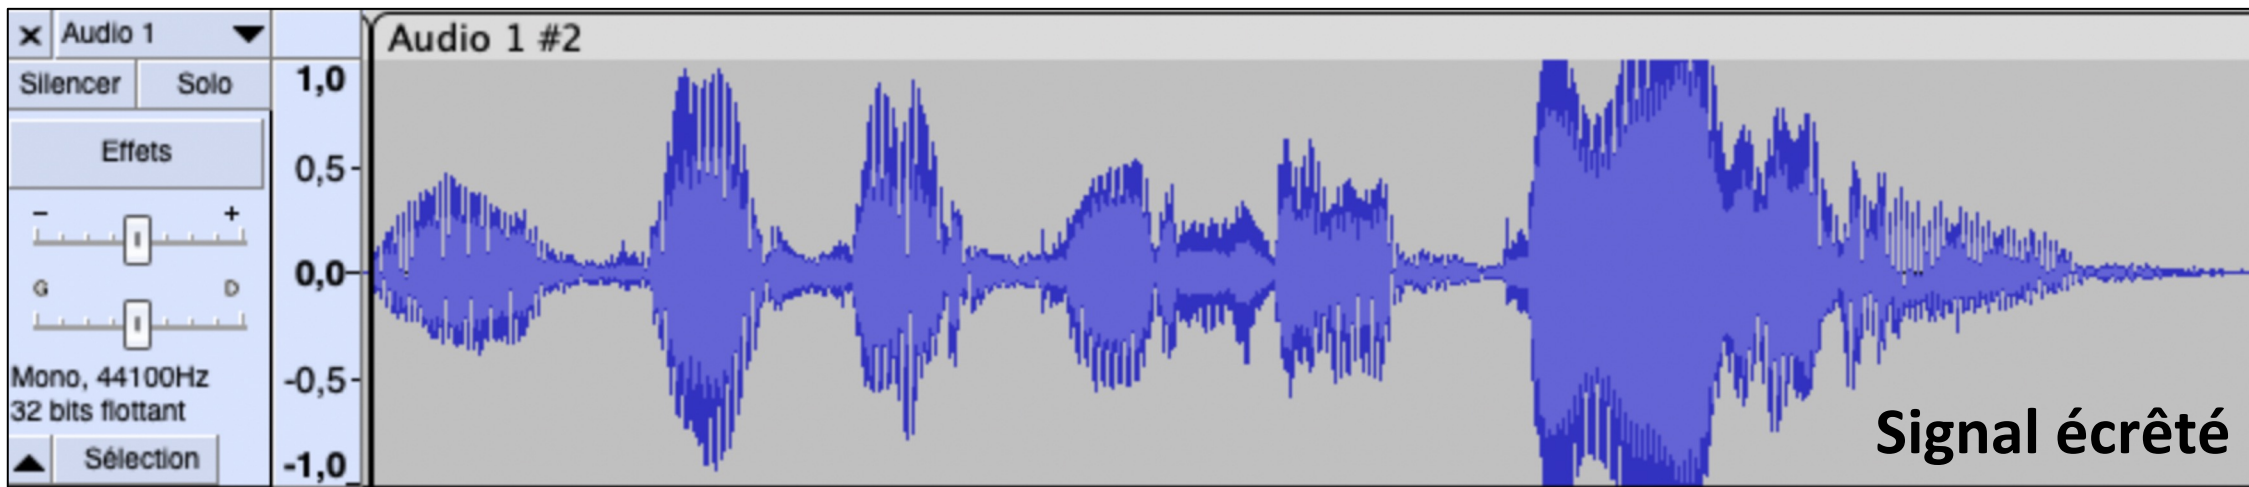 × Audio 1 ▼
Silencer Solo
Effets
- +
G D
Mono, 44100Hz
32 bits flottant
▲ Sélection
1,0
0,5-
0,0-
-0,5-
-1,0
Audio 1 #2
Signal écrêté